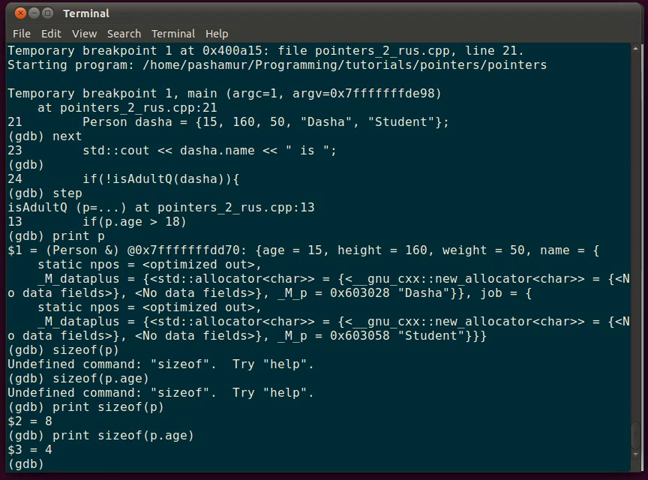 Terminal
File Edit View Search Terminal Help
Temporary breakpoint 1 at 0x400a15: file pointers_2_rus.cpp, line 21.
Starting program: /home/pashamur/Programming/tutorials/pointers/pointers
Temporary breakpoint 1, main (argc=1, argv=0x7fffffffde98)
    at pointers_2_rus.cpp:21
21        Person dasha = {15, 160, 50, "Dasha", "Student"};
(gdb) next
23        std::cout << dasha.name << " is ";
(gdb)
24        if(!isAdultQ(dasha)){
(gdb) step
isAdultQ (p=...) at pointers_2_rus.cpp:13
13        if(p.age > 18)
(gdb) print p
$1 = (Person &) @0x7fffffffdd70: {age = 15, height = 160, weight = 50, name = {
    static npos = <optimized out>,
    _M_dataplus = {<std::allocator<char>> = {<__gnu_cxx::new_allocator<char>> = {<N
o data fields>}, <No data fields>}, _M_p = 0x603028 "Dasha"}}, job = {
    static npos = <optimized out>,
    _M_dataplus = {<std::allocator<char>> = {<__gnu_cxx::new_allocator<char>> = {<N
o data fields>}, <No data fields>}, _M_p = 0x603058 "Student"}}}
(gdb) sizeof(p)
Undefined command: "sizeof".  Try "help".
(gdb) sizeof(p.age)
Undefined command: "sizeof".  Try "help".
(gdb) print sizeof(p)
$2 = 8
(gdb) print sizeof(p.age)
$3 = 4
(gdb)